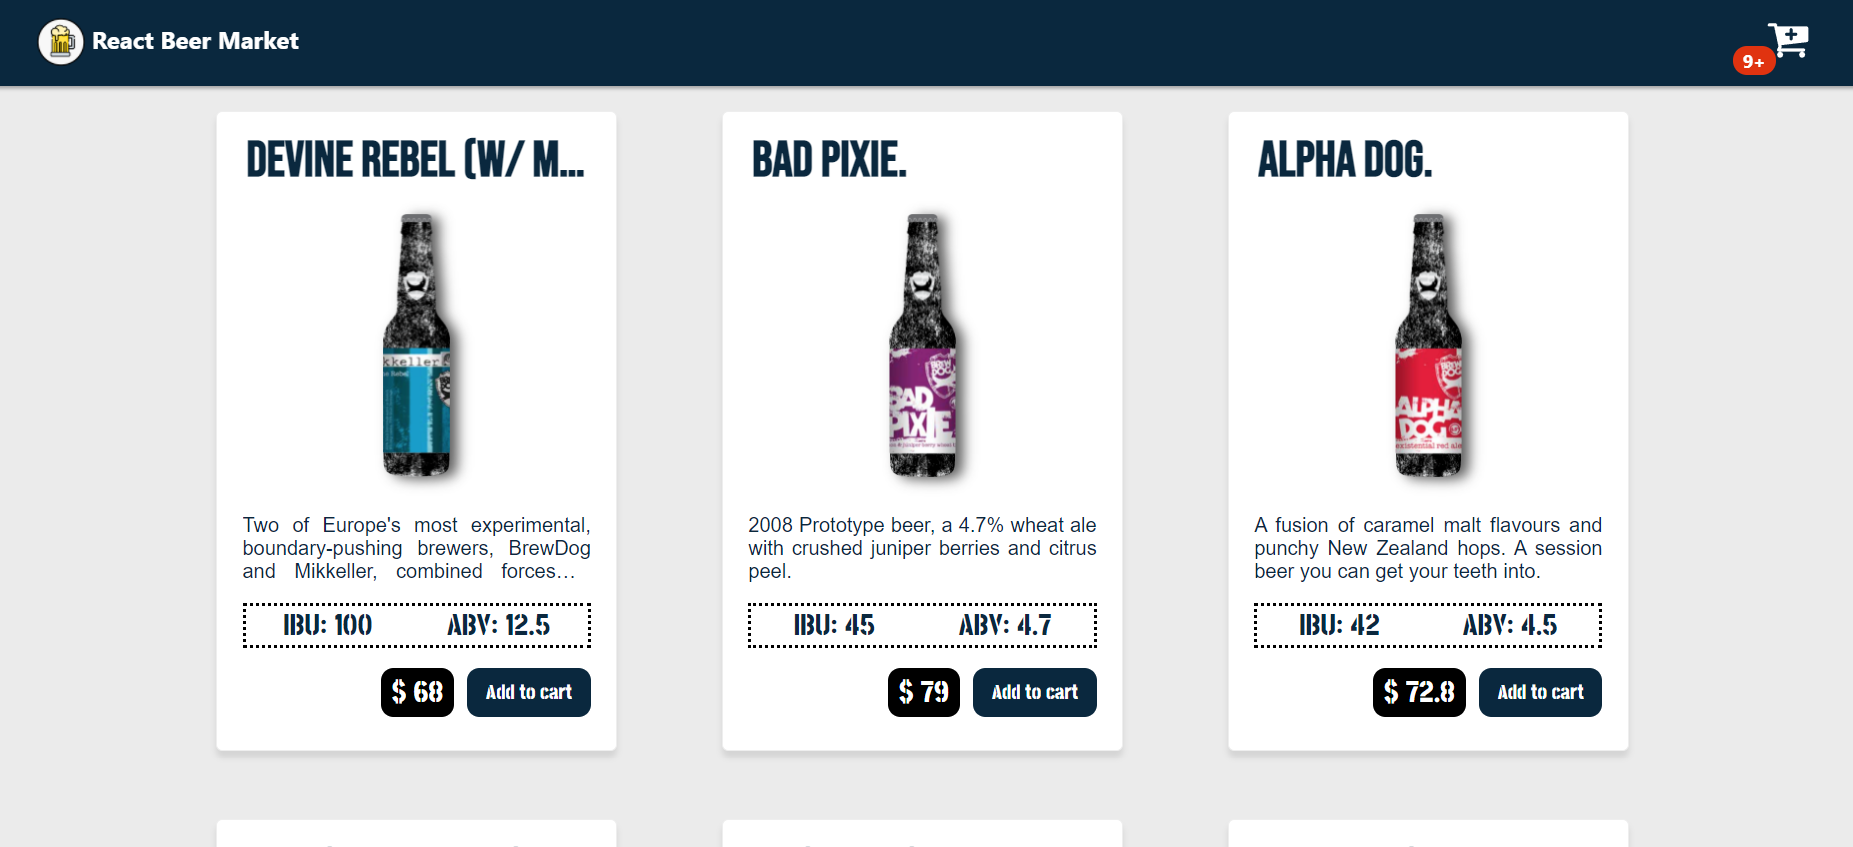 React Beer Market
9+
DEVINE REBEL (W/ M...
BAD PIXIE.
ALPHA DOG.
kkeller
BAD
PIXIE
BREW
DOG
ALPHA
DOG
Two of Europe's most experimental,
boundary-pushing brewers, BrewDog
and Mikkeller, combined forces...
2008 Prototype beer, a 4.7% wheat ale
with crushed juniper berries and citrus
peel.
A fusion of caramel malt flavours and
punchy New Zealand hops. A session
beer you can get your teeth into.
IBU: 100 ABV: 12.5
IBU: 45 ABV: 4.7
IBU: 42 ABV: 4.5
$ 68 Add to cart
$ 79 Add to cart
$ 72.8 Add to cart